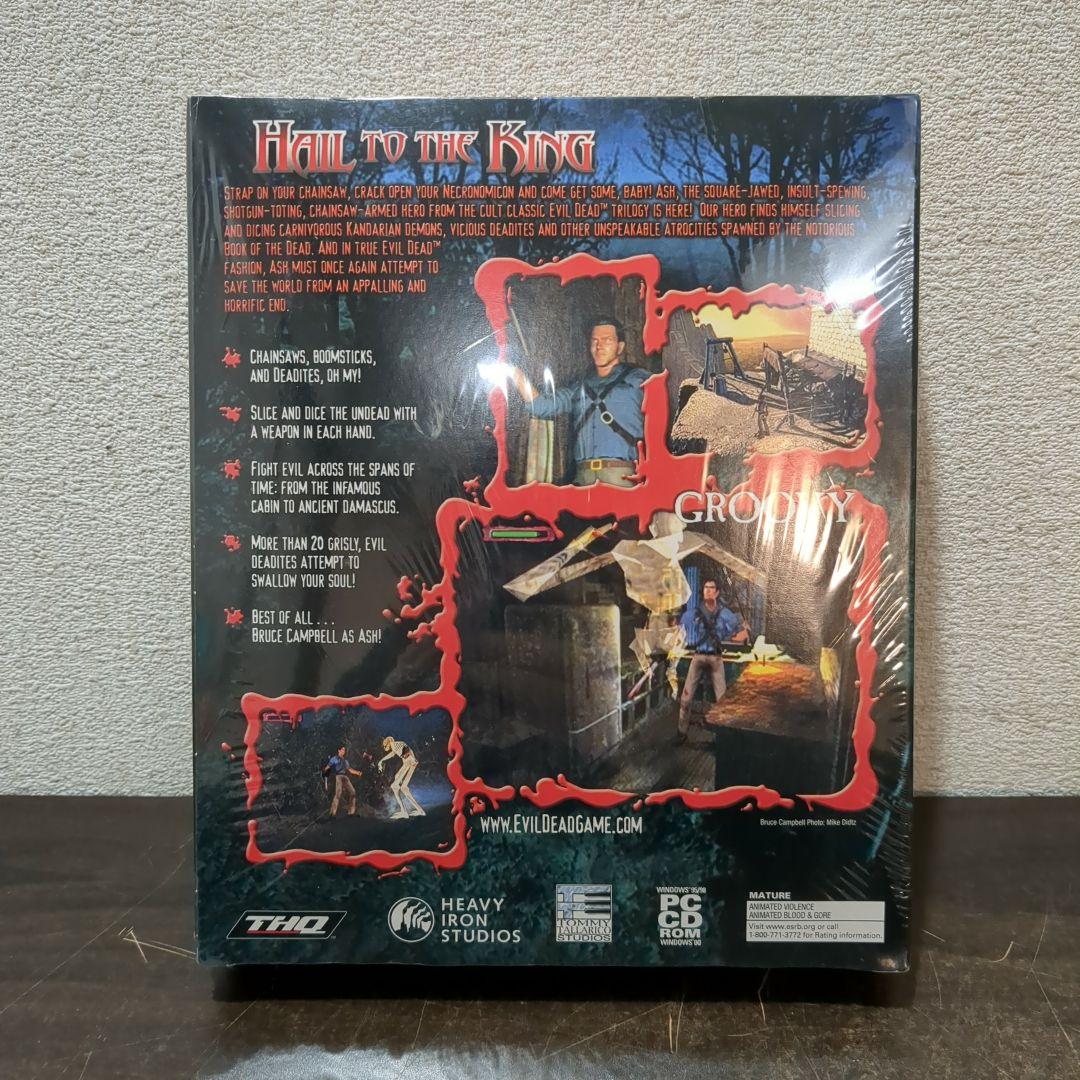 HAIL TO THE KING
STRAP ON YOUR CHAINSAW, CRACK OPEN YOUR NECRONOMICON AND COME GET SOME, BABY! ASH, THE SQUARE-JAWED, INSULT-SPEWING,
SHOTGUN-TOTING, CHAINSAW-ARMED HERO FROM THE CULT CLASSIC EVIL DEAD™ TRILOGY IS HERE! OUR HERO FINDS HIMSELF SLICING
AND DICING CARNIVOROUS KANDARIAN DEMONS, VICIOUS DEADITES AND OTHER UNSPEAKABLE ATROCITIES SPAWNED BY THE NOTORIOUS
BOOK OF THE DEAD. AND IN TRUE EVIL DEAD™
FASHION, ASH MUST ONCE AGAIN ATTEMPT TO
SAVE THE WORLD FROM AN APPALLING AND
HORRIFIC END.
CHAINSAWS, BOOMSTICKS,
AND DEADITES, OH MY!
SLICE AND DICE THE UNDEAD WITH
A WEAPON IN EACH HAND.
FIGHT EVIL ACROSS THE SPANS OF
TIME: FROM THE INFAMOUS
CABIN TO ANCIENT DAMASCUS.
MORE THAN 20 GRISLY, EVIL
DEADITES ATTEMPT TO
SWALLOW YOUR SOUL!
BEST OF ALL . . .
BRUCE CAMPBELL AS ASH!
GROOVY
WWW.EVILDEADGAME.COM
Bruce Campbell Photo: Mike Didtz
THQ
HEAVY
IRON
STUDIOS
TOMMY
TALLARICO
STUDIOS
WINDOWS 95/98
PC
CD
ROM
WINDOWS 00
MATURE
ANIMATED VIOLENCE
ANIMATED BLOOD & GORE
Visit www.esrb.org or call
1-800-771-3772 for Rating information.